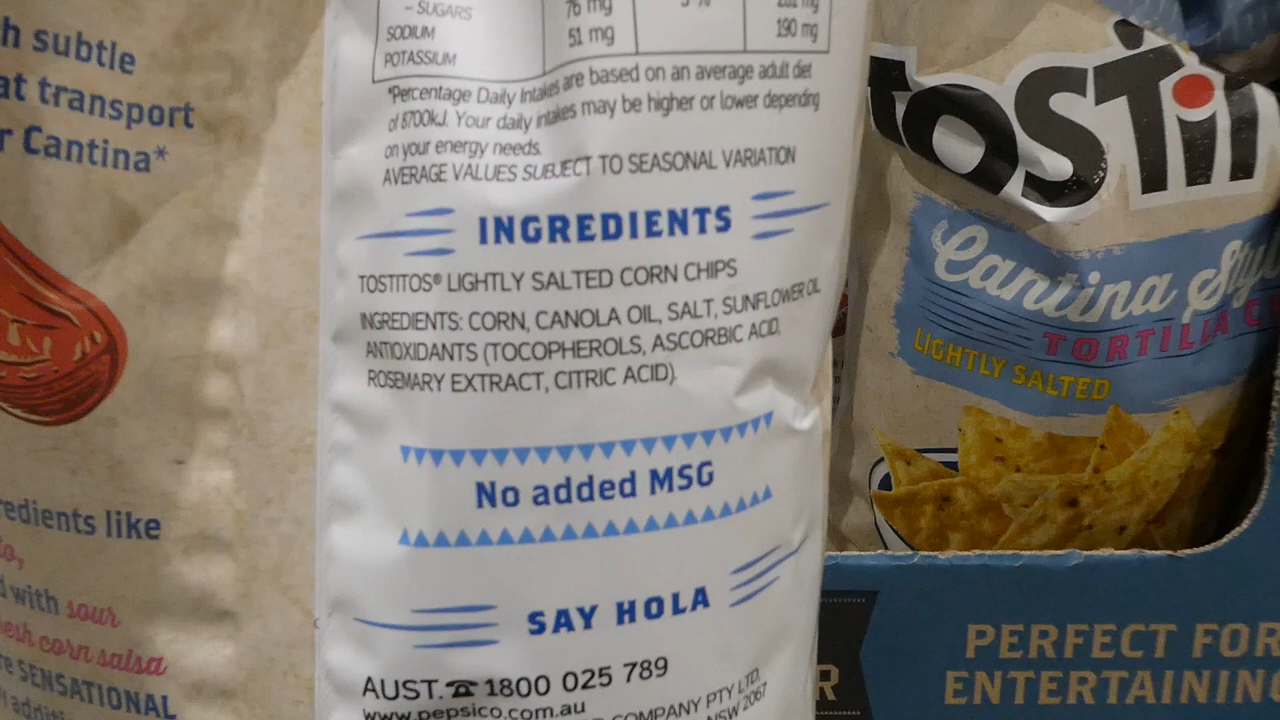 h subtle
at transport
r Cantina*
redients like
to,
d with sour
esh corn salsa
re SENSATIONAL
– SUGARS
SODIUM 76 mg 190 mg
POTASSIUM 51 mg
*Percentage Daily Intakes are based on an average adult diet
of 8700kJ. Your daily intakes may be higher or lower depending
on your energy needs.
AVERAGE VALUES SUBJECT TO SEASONAL VARIATION
INGREDIENTS
TOSTITOS® LIGHTLY SALTED CORN CHIPS
INGREDIENTS: CORN, CANOLA OIL, SALT, SUNFLOWER OIL
ANTIOXIDANTS (TOCOPHEROLS, ASCORBIC ACID,
ROSEMARY EXTRACT, CITRIC ACID).
No added MSG
SAY HOLA
AUST.☎ 1800 025 789
www.pepsico.com.au
COMPANY PTY LTD,
NSW 2067
TOSTIT
Cantina Sty
TORTILLA C
LIGHTLY SALTED
R
PERFECT FOR
ENTERTAINING